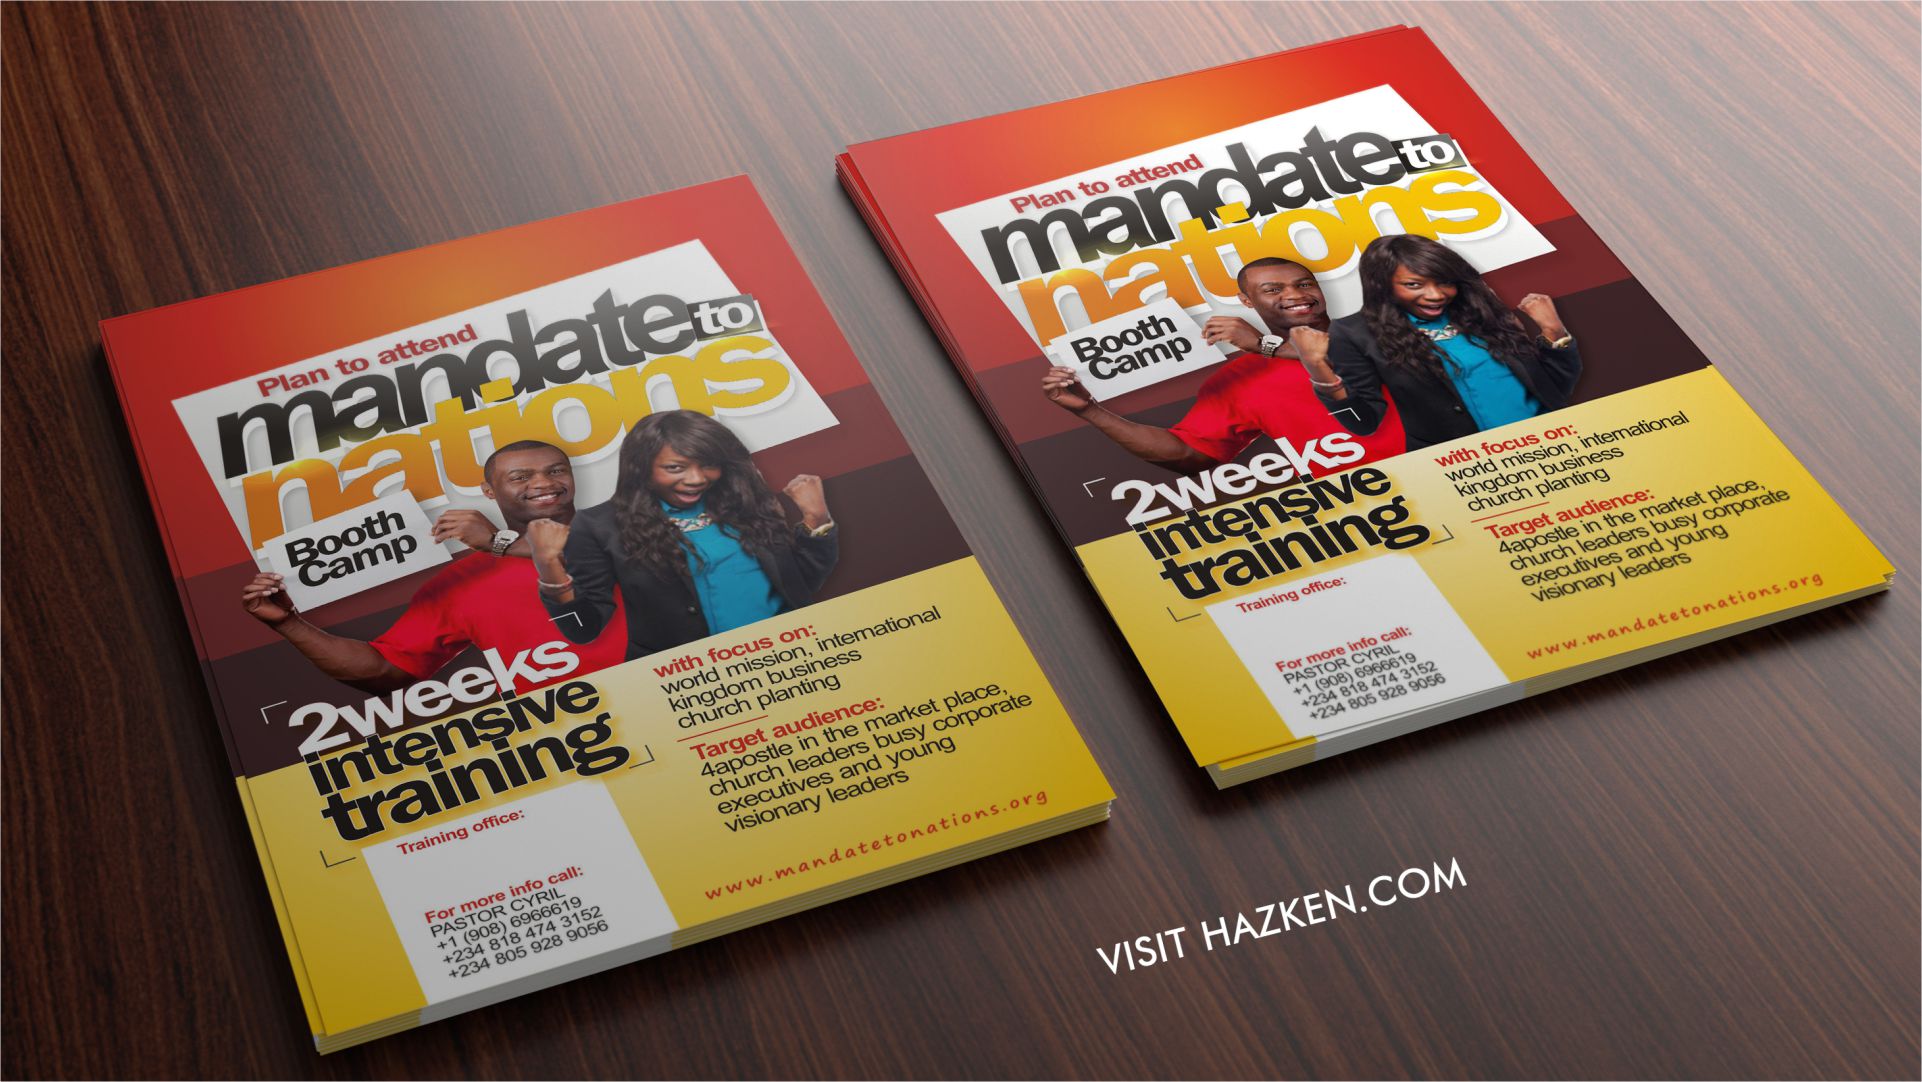 Plan to attend
mandate to
nations
Booth
Camp
2weeks
intensive
training
with focus on:
world mission, international
kingdom business
church planting
Target audience:
4apostle in the market place,
church leaders busy corporate
executives and young
visionary leaders
Training office:
For more info call:
PASTOR CYRIL
+1 (908) 6966619
+234 818 474 3152
+234 805 928 9056
www.mandatetonations.org
Plan to attend
mandate to
nations
Booth
Camp
2weeks
intensive
training
with focus on:
world mission, international
kingdom business
church planting
Target audience:
4apostle in the market place,
church leaders busy corporate
executives and young
visionary leaders
Training office:
For more info call:
PASTOR CYRIL
+1 (908) 6966619
+234 818 474 3152
+234 805 928 9056
www.mandatetonations.org
VISIT HAZKEN.COM